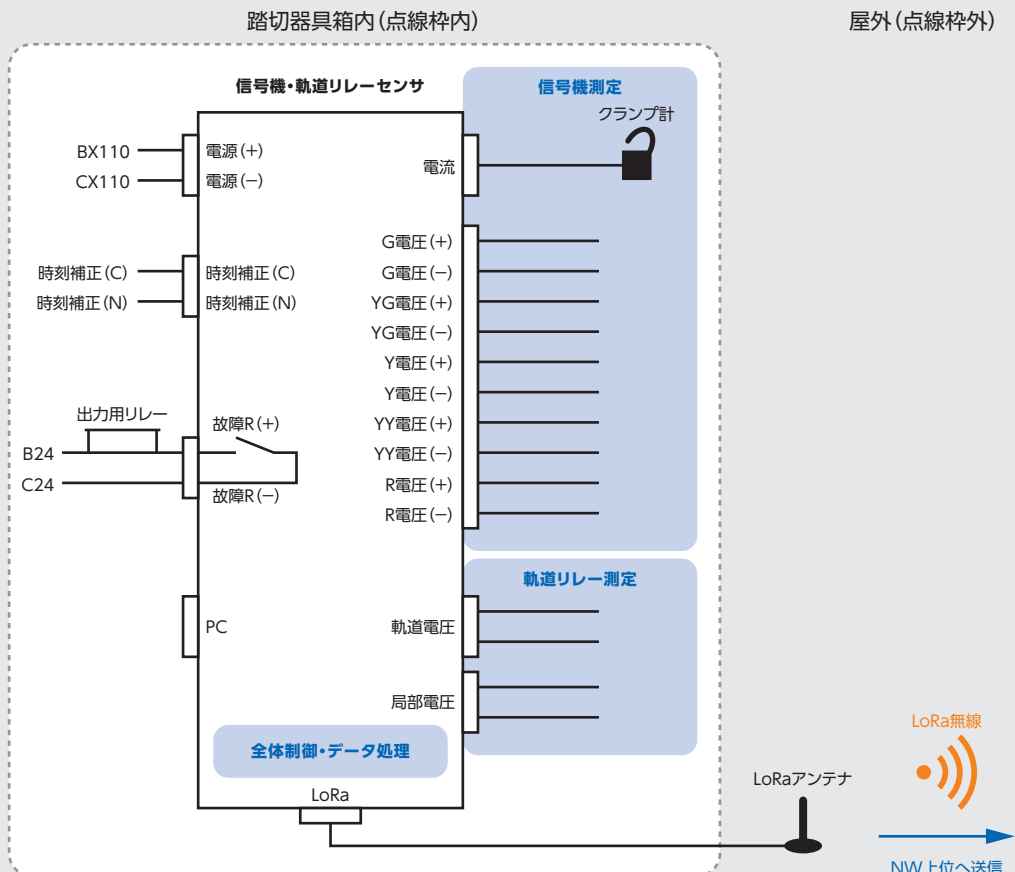 踏切器具箱内(点線枠内)
屋外(点線枠外)
信号機・軌道リレーセンサ
信号機測定
クランプ計
BX110
電源(+)
CX110
電源(−)
電流
時刻補正(C)
時刻補正(C)
時刻補正(N)
時刻補正(N)
G電圧(+)
G電圧(−)
YG電圧(+)
YG電圧(−)
Y電圧(+)
Y電圧(−)
YY電圧(+)
YY電圧(−)
R電圧(+)
R電圧(−)
出力用リレー
故障R(+)
B24
C24
故障R(−)
軌道リレー測定
PC
軌道電圧
局部電圧
全体制御・データ処理
LoRa
LoRaアンテナ
LoRa無線
NW上位へ送信